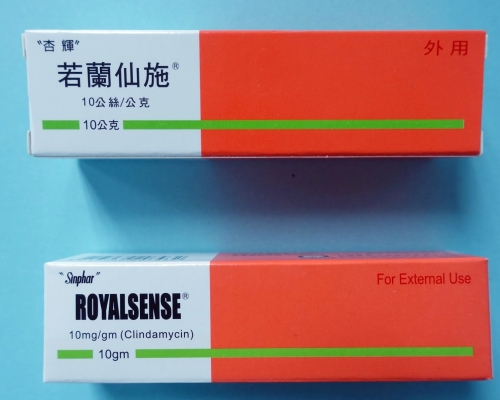 “杏輝”
外用
若蘭仙施®
10公絲/公克
10公克
“Sinphar”
For External Use
ROYALSENSE®
10mg/gm (Clindamycin)
10gm